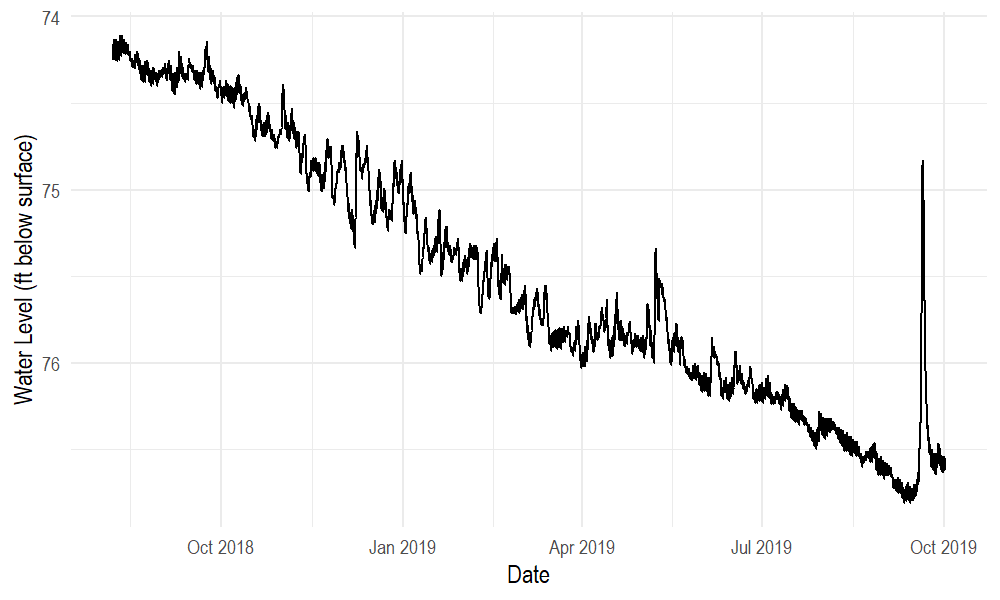 Water Level (ft below surface)
74
75
76
Oct 2018
Jan 2019
Apr 2019
Jul 2019
Oct 2019
Date